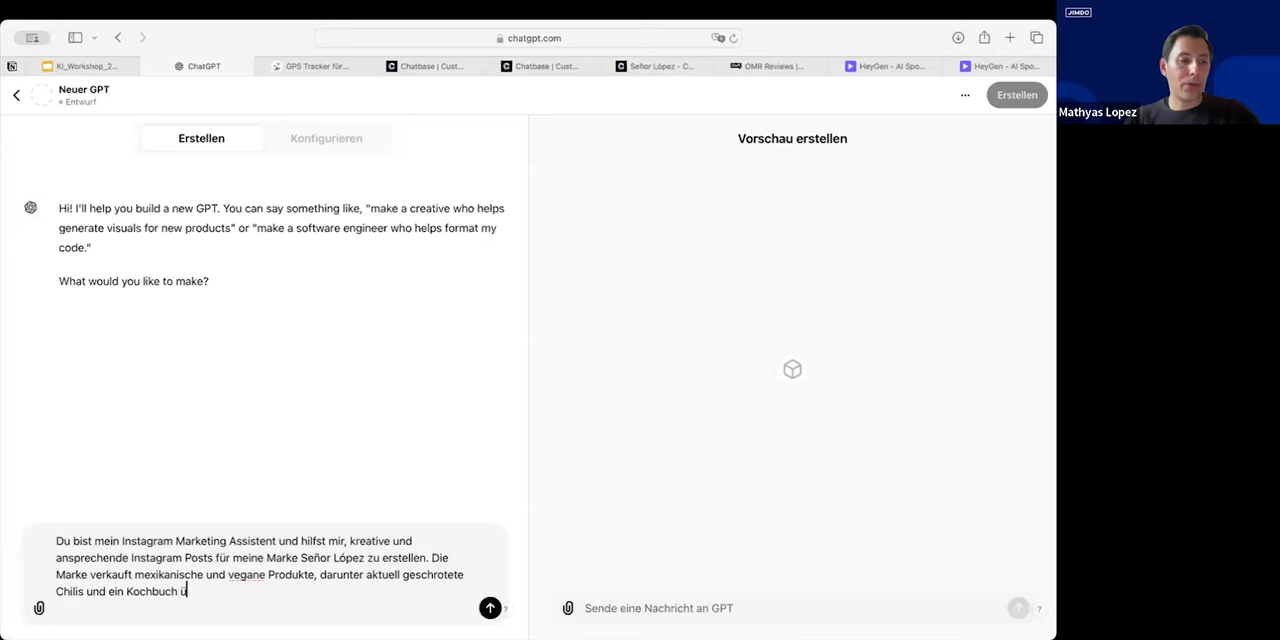 JIMDO
Mathyas Lopez
chatgpt.com
KI_Workshop_2...
ChatGPT
GPS Tracker für...
Chatbase | Cust...
Chatbase | Cust...
Señor López - C...
OMR Reviews |...
HeyGen - AI Spo...
HeyGen - AI Spo...
Neuer GPT
Entwurf
Erstellen
Erstellen
Konfigurieren
Vorschau erstellen
Hi! I'll help you build a new GPT. You can say something like, "make a creative who helps
generate visuals for new products" or "make a software engineer who helps format my
code."
What would you like to make?
Du bist mein Instagram Marketing Assistent und hilfst mir, kreative und
ansprechende Instagram Posts für meine Marke Señor López zu erstellen. Die
Marke verkauft mexikanische und vegane Produkte, darunter aktuell geschrotete
Chilis und ein Kochbuch ü
?
Sende eine Nachricht an GPT
?